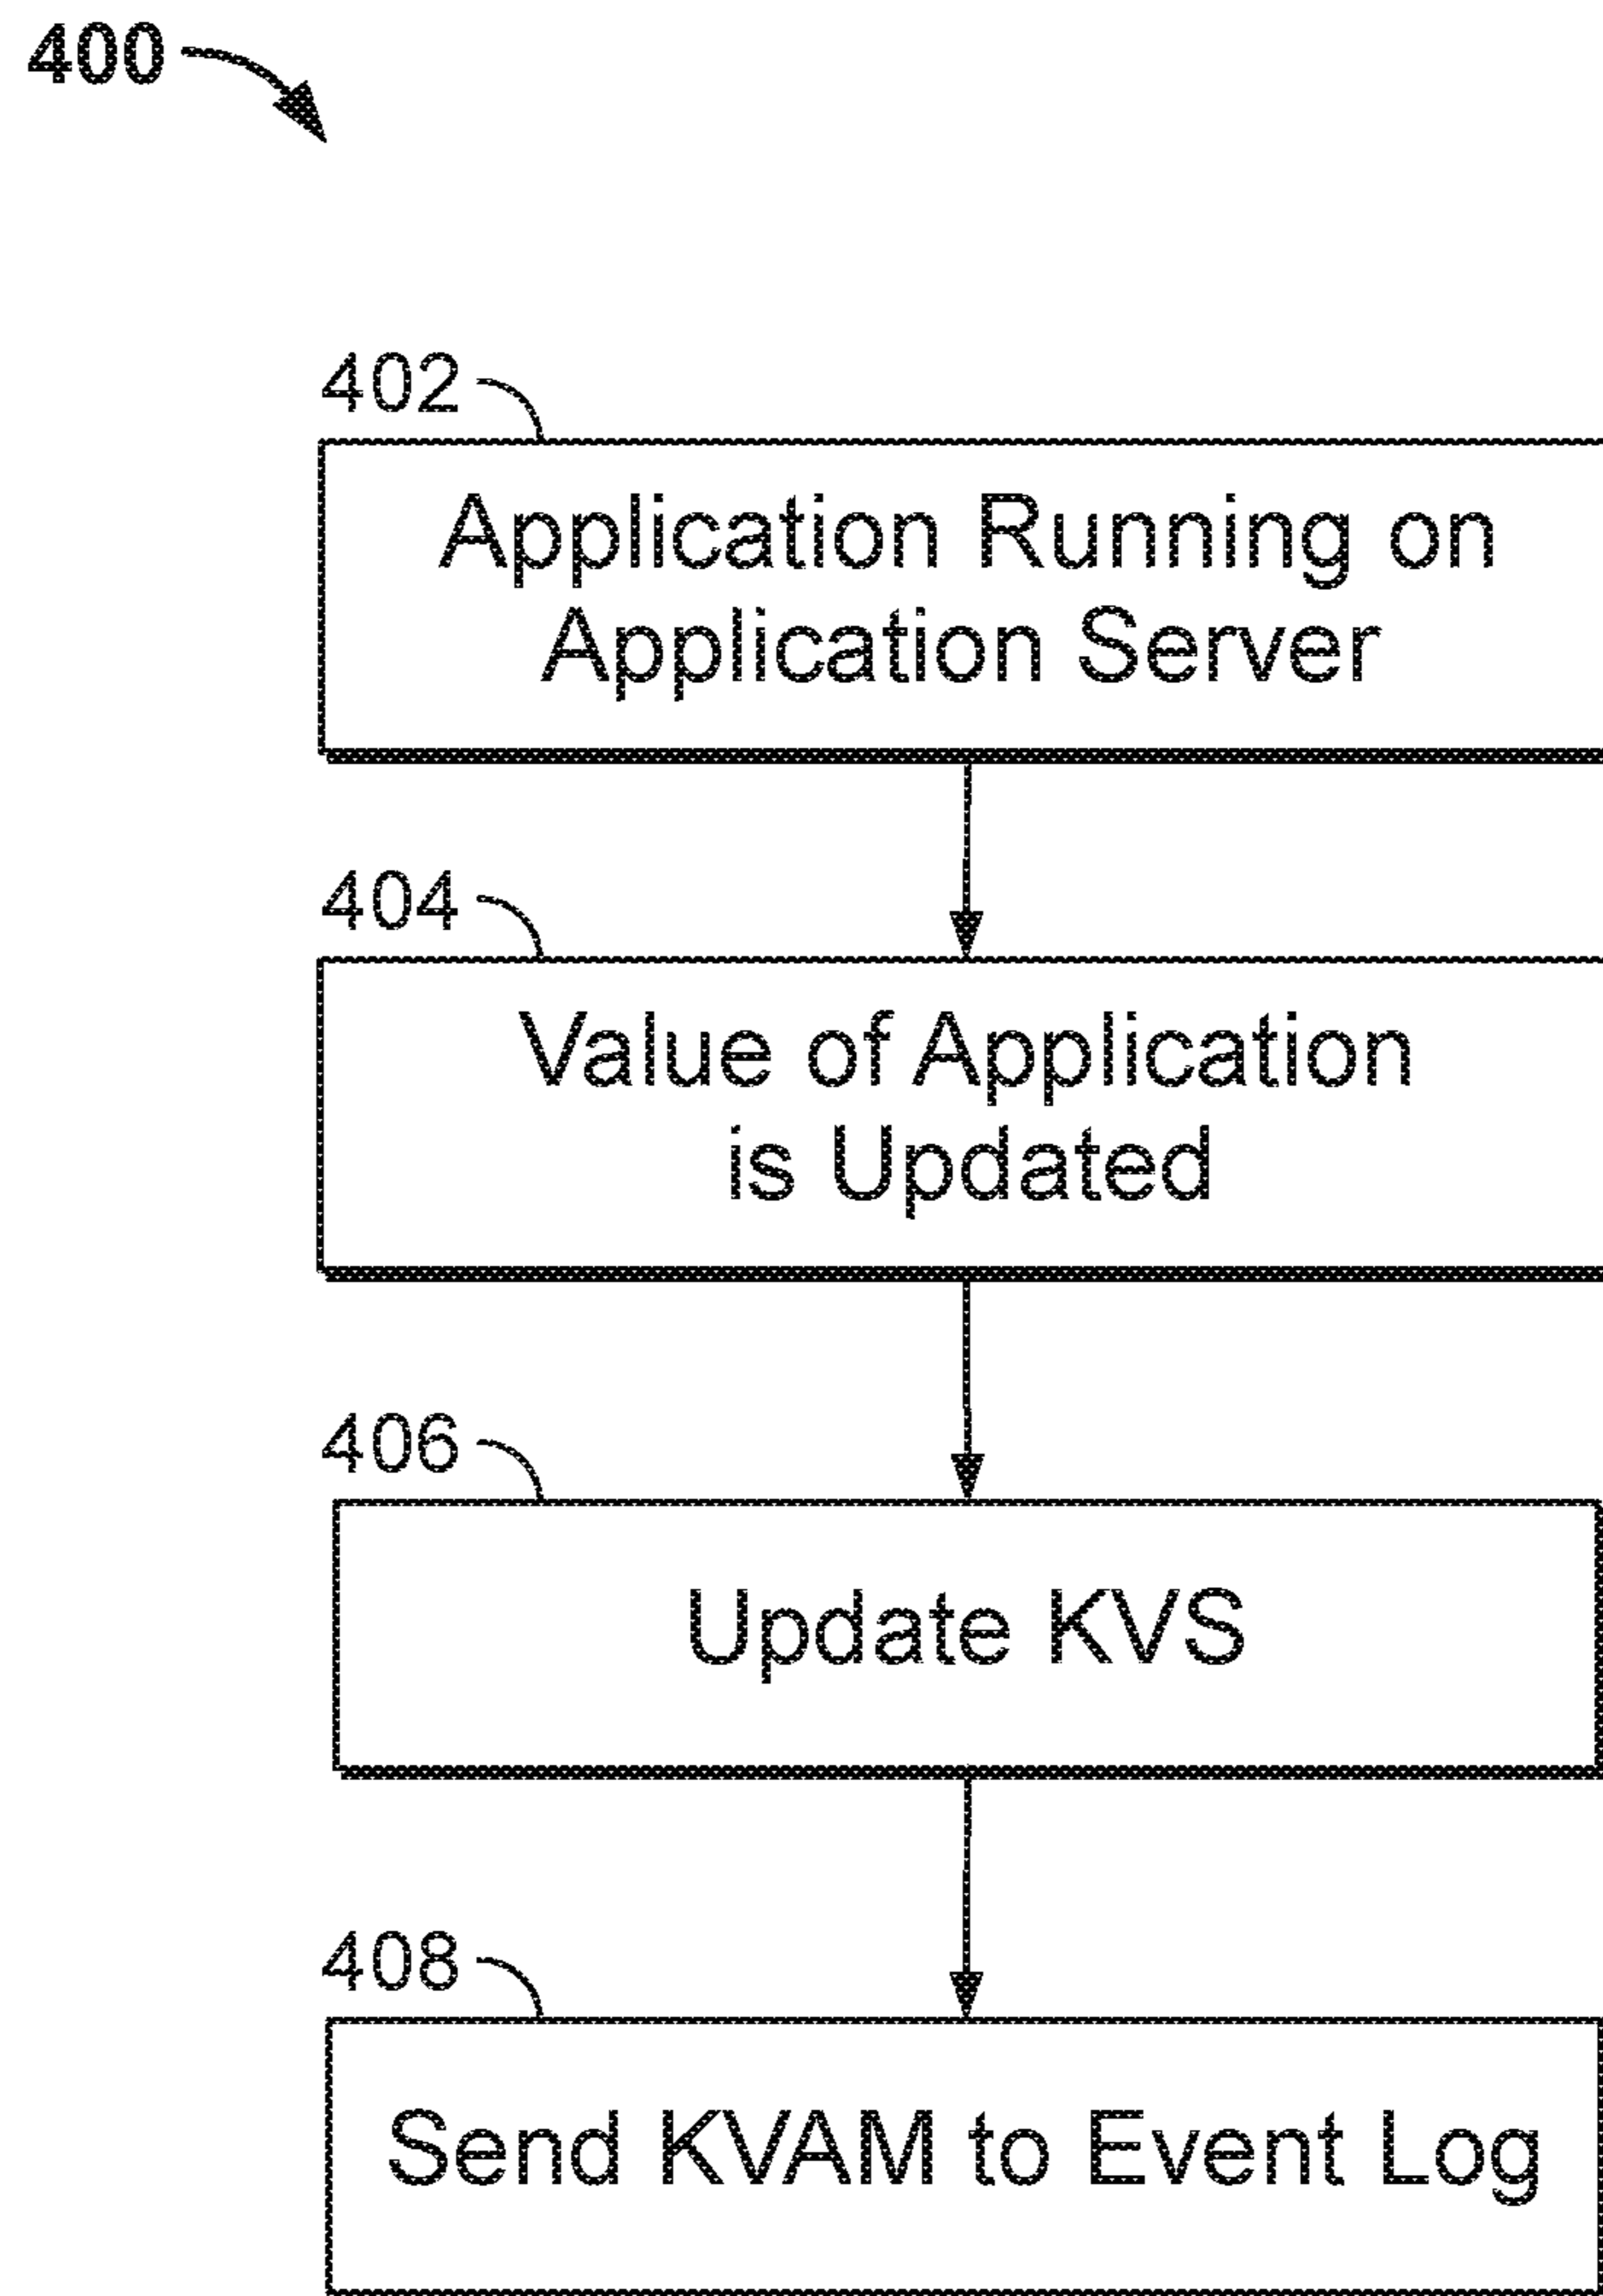 400
402
Application Running on
Application Server
404
Value of Application
is Updated
406
Update KVS
408
Send KVAM to Event Log